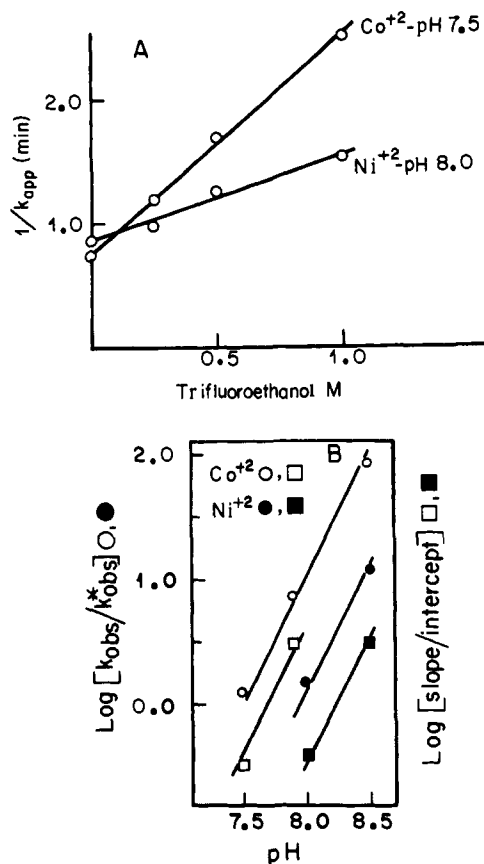 A
Co+2-pH 7.5
2.0
Ni+2-pH 8.0
1/kapp (min)
1.0
0.5
1.0
Trifluoroethanol M
B
2.0
Co+2 ○, □
Ni+2 ●, ■
1.0
0.0
Log [kobs/k*obs] ○, ●
Log [slope/intercept] □, ■
7.5
8.0
8.5
pH